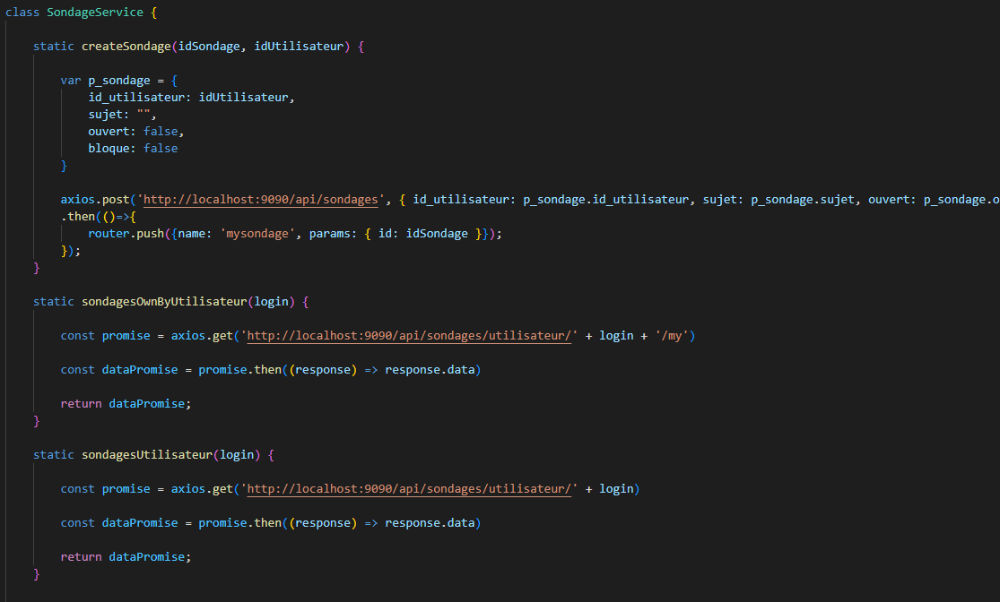 class SondageService {
static createSondage(idSondage, idUtilisateur) {
var p_sondage = {
id_utilisateur: idUtilisateur,
sujet: "",
ouvert: false,
bloque: false
}
axios.post('http://localhost:9090/api/sondages', { id_utilisateur: p_sondage.id_utilisateur, sujet: p_sondage.sujet, ouvert: p_sondage.o
.then(()=>{
router.push({name: 'mysondage', params: { id: idSondage }});
});
}
static sondagesOwnByUtilisateur(login) {
const promise = axios.get('http://localhost:9090/api/sondages/utilisateur/' + login + '/my')
const dataPromise = promise.then((response) => response.data)
return dataPromise;
}
static sondagesUtilisateur(login) {
const promise = axios.get('http://localhost:9090/api/sondages/utilisateur/' + login)
const dataPromise = promise.then((response) => response.data)
return dataPromise;
}